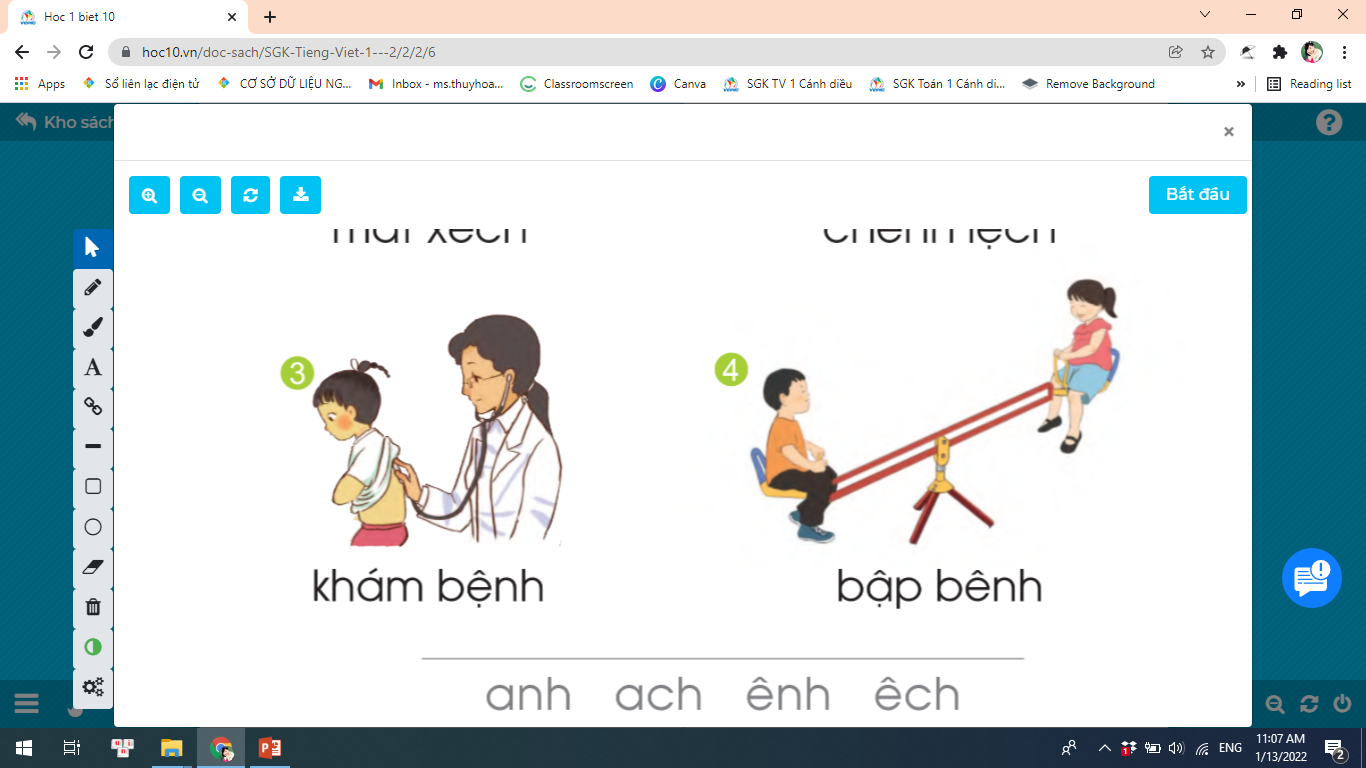 Hoc 1 biet 10
hoc10.vn/doc-sach/SGK-Tieng-Viet-1---2/2/2/6
Apps Sổ liên lạc điện tử CƠ SỞ DỮ LIỆU NG... Inbox - ms.thuyhoa... Classroomscreen Canva SGK TV 1 Cánh diều SGK Toán 1 Cánh di... Remove Background » Reading list
Kho sách
Bắt đầu
3
4
khám bệnh bập bênh
anh ach ênh êch
ENG
11:07 AM
1/13/2022
2